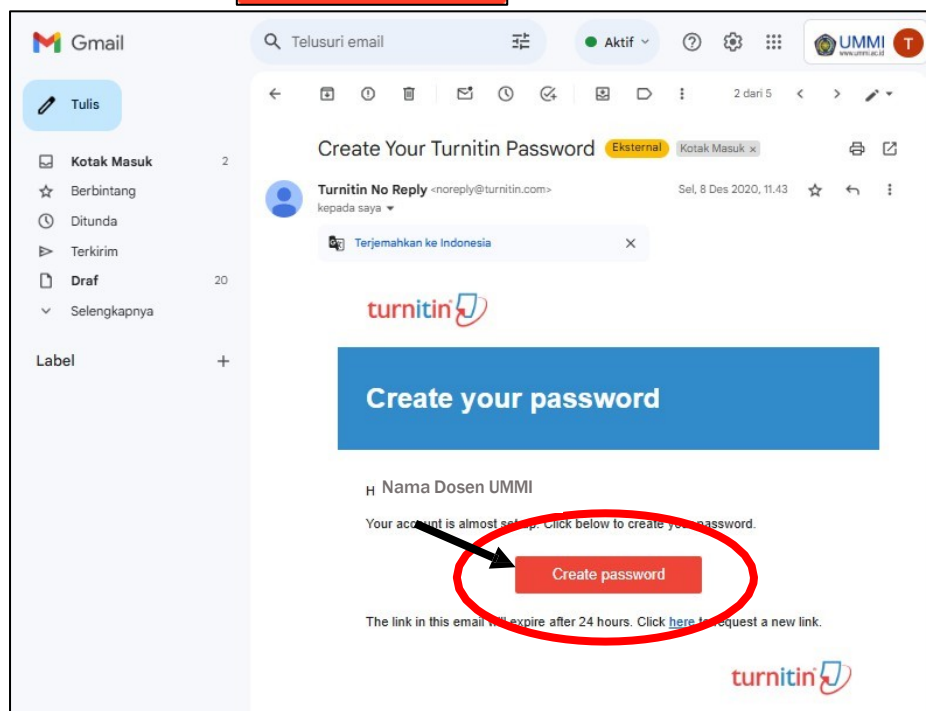 Gmail
Telusuri email
Aktif
UMMI
www.ummi.ac.id
T
Tulis
2 dari 5
Create Your Turnitin Password Eksternal Kotak Masuk ×
Kotak Masuk 2
Berbintang
Ditunda
Terkirim
Draf 20
Selengkapnya
Label +
Turnitin No Reply <noreply@turnitin.com> Sel, 8 Des 2020, 11.43
kepada saya
Terjemahkan ke Indonesia ×
turnitin
Create your password
H Nama Dosen UMMI
Your account is almost set up. Click below to create your password.
Create password
The link in this email will expire after 24 hours. Click here to request a new link.
turnitin